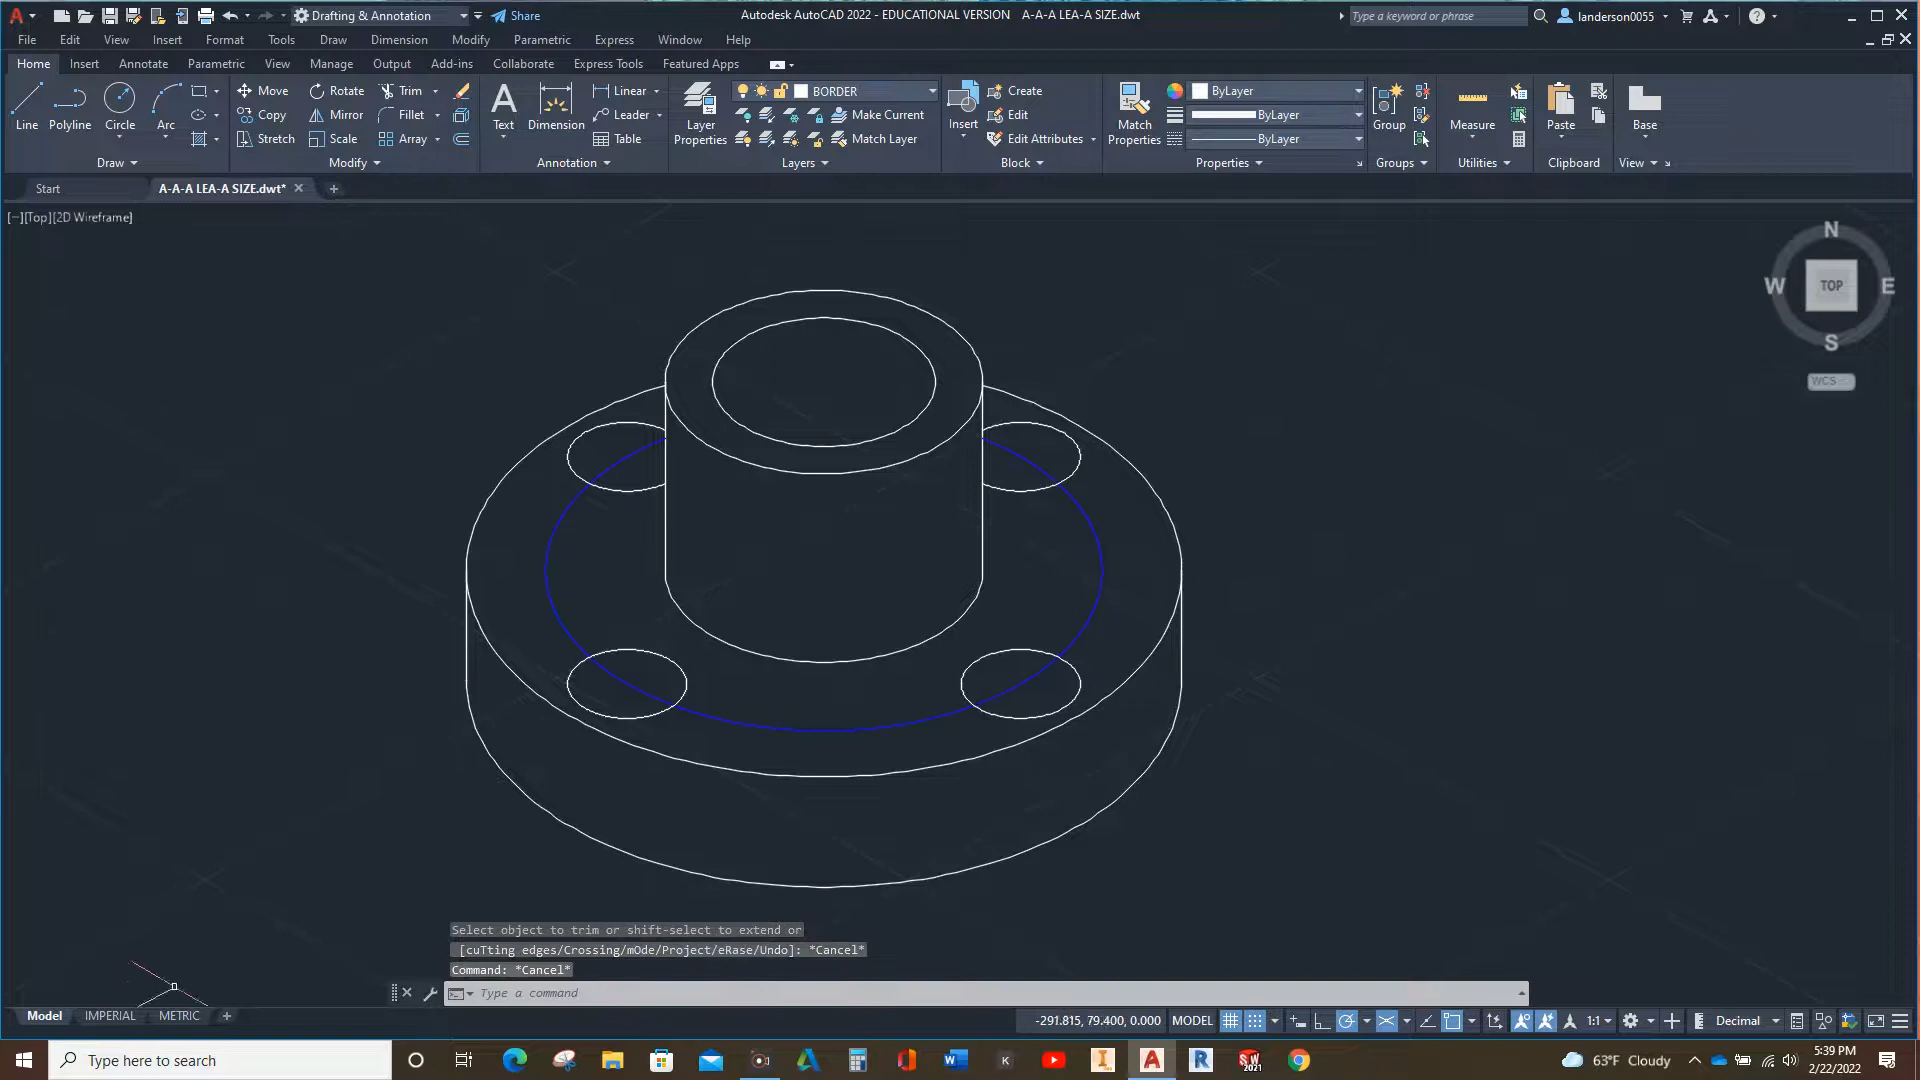 Drafting & Annotation
Share
Autodesk AutoCAD 2022 - EDUCATIONAL VERSION A-A-A LEA-A SIZE.dwt
Type a keyword or phrase
landerson0055
File Edit View Insert Format Tools Draw Dimension Modify Parametric Express Window Help
Home Insert Annotate Parametric View Manage Output Add-ins Collaborate Express Tools Featured Apps
Move Rotate Trim Linear BORDER Create ByLayer
Copy Mirror Fillet Leader Make Current Edit ByLayer
Line Polyline Circle Arc Text Dimension Insert Group Measure Paste Base
Stretch Scale Array Table Layer Properties Match Layer Edit Attributes Match Properties ByLayer
Draw Modify Annotation Layers Block Properties Groups Utilities Clipboard View
Start A-A-A LEA-A SIZE.dwt*
[−][Top][2D Wireframe]
N
W TOP E
S
WCS
Select object to trim or shift-select to extend or
[cuTting edges/Crossing/mOde/Project/eRase/Undo]: *Cancel*
Command: *Cancel*
Type a command
Model IMPERIAL METRIC
-291.815, 79.400, 0.000 MODEL 1:1 Decimal
Type here to search
K
SW
2021
63°F Cloudy
5:39 PM
2/22/2022